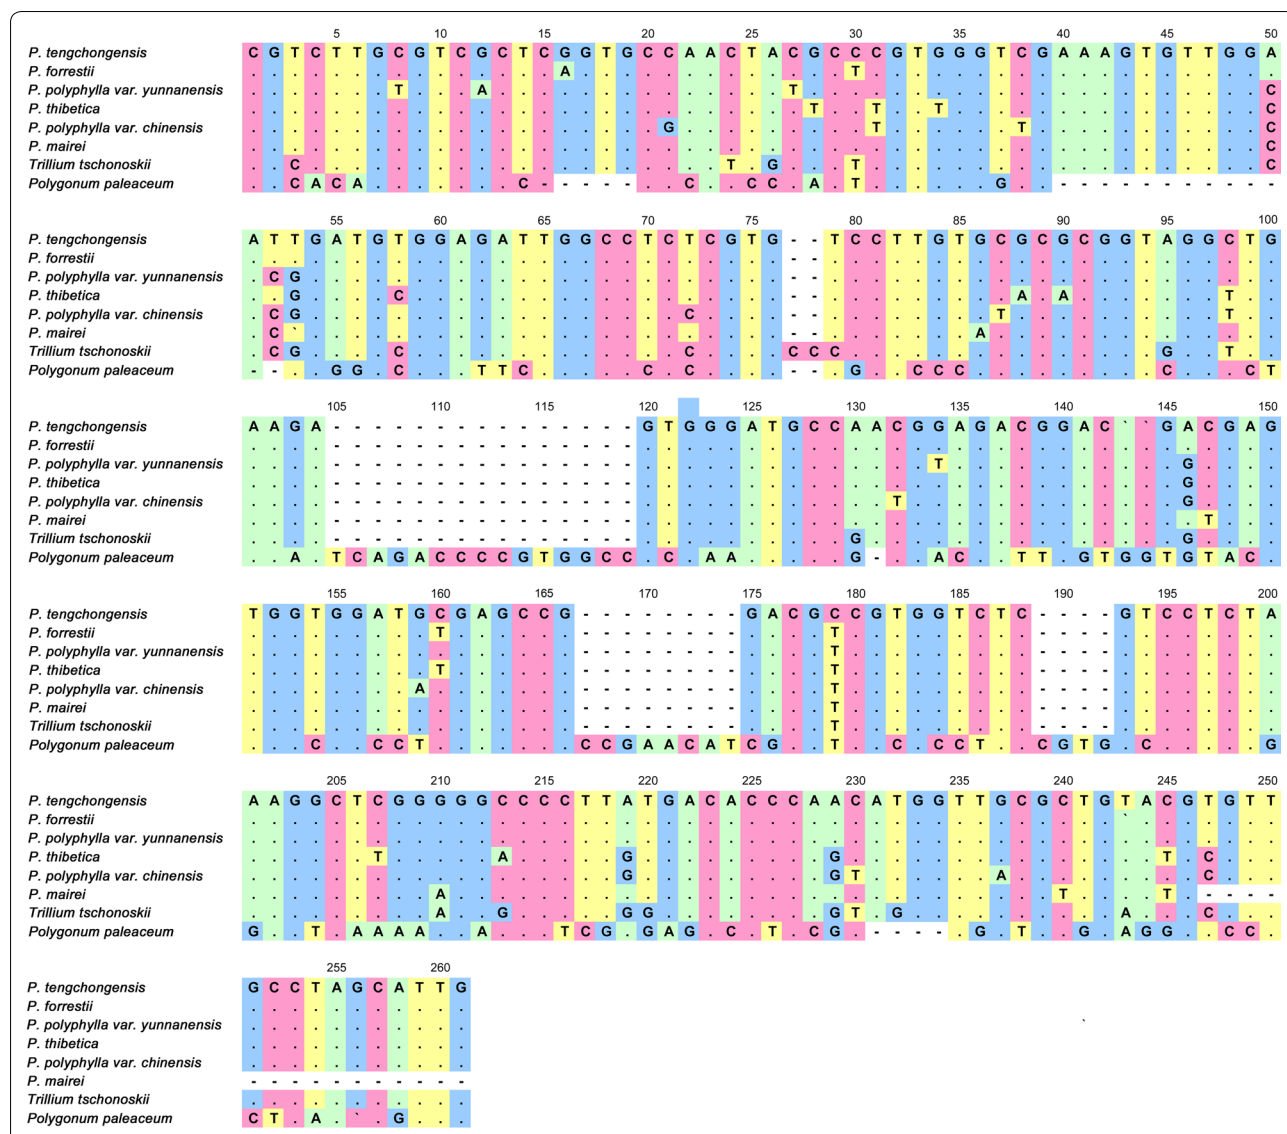 5 10 15 20 25 30 35 40 45 50
P. tengchongensis C G T C T T G C G T C G C T C G G T G C C A A C T A C G C C C G T G G G T C G A A A G T G T T G G A
P. forrestii . . . . . . . . . . . . . . . A . . . . . . . . . . . . . T . . . . . . . . . . . . . . . . . . . .
P. polyphylla var. yunnanensis . . . . . . . T . . . A . . . . . . . . . . . . . . T . . . . . . . . . . . . . . . . . . . . . . C
P. thibetica . . . . . . . . . . . . . . . . . . . . . . . . . . . T . . T . . T . . . . . . . . . . . . . . . C
P. polyphylla var. chinensis . . . . . . . . . . . . . . . . . . . . G . . . . . . . . . T . . . . . . T . . . . . . . . . . . C
P. mairei . . . . . . . . . . . . . . . . . . . . . . . . . . . . . . . . . . . . . . . . . . . . . . . . . C
Trillium tschonoskii . . C . . . . . . . . . . . . . . . . . . . . T . G . . . T . . . . . . . . . . . . . . . . . . . C
Polygonum paleaceum . . C A C A . . . . . . . C - - - - - . . C . . C C . A . T . . . . . . G . . - - - - - - - - - - -
55 60 65 70 75 80 85 90 95 100
P. tengchongensis A T T G A T G T G G A G A T T G G C C T C T C G T G - - T C C T T G T G C G C G C G G T A G G C T G
P. forrestii . . . . . . . . . . . . . . . . . . . . . . . . . . - - . . . . . . . . . . . . . . . . . . . . . .
P. polyphylla var. yunnanensis . C G . . . . . . . . . . . . . . . . . . . . . . . - - . . . . . . . . . . . . . . . . . . . . . .
P. thibetica . . G . . . . C . . . . . . . . . . . . . . . . . . - - . . . . . . . . . A . A . . . . . . . T . .
P. polyphylla var. chinensis . C G . . . . . . . . . . . . . . . . . . C . . . . - - . . . . . . . . T . . . . . . . . . . T . .
P. mairei . C ` . . . . . . . . . . . . . . . . . . . . . . . - - . . . . . . . A . . . . . . . . . . . . . .
Trillium tschonoskii . C G . . . . C . . . . . . . . . . . . . C . . . . C C C . . . . . . . . . . . . . . . G . . T . .
Polygonum paleaceum - - . . G G . C . . . T T C . . . . . C . C . . . . - - . G . . C C C . . . . . . . . . C . . . C T
105 110 115 120 125 130 135 140 145 150
P. tengchongensis A A G A - - - - - - - - - - - - - - - G T G G G A T G C C A A C G G A G A C G G A C ` ` G A C G A G
P. forrestii . . . . - - - - - - - - - - - - - - - . . . . . . . . . . . . . . . . . . . . . . . . . . . . . . .
P. polyphylla var. yunnanensis . . . . - - - - - - - - - - - - - - - . . . . . . . . . . . . . . T . . . . . . . . . . . G . . . .
P. thibetica . . . . - - - - - - - - - - - - - - - . . . . . . . . . . . . . . . . . . . . . . . . . . G . . . .
P. polyphylla var. chinensis . . . . - - - - - - - - - - - - - - - . . . . . . . . . . . . T . . . . . . . . . . . . . G . . . .
P. mairei . . . . - - - - - - - - - - - - - - - . . . . . . . . . . . . . . . . . . . . . . . . . . . T . . .
Trillium tschonoskii . . . . - - - - - - - - - - - - - - - . . . . . . . . . . G . . . . . . . . . . . . . . . G . . . .
Polygonum paleaceum . . A . T C A G A C C C C G T G G C C . C . A A . . . . . G - . . A C . . T T . G T G G T G T A C .
155 160 165 170 175 180 185 190 195 200
P. tengchongensis T G G T G G A T G C G A G C C G - - - - - - - - G A C G C C G T G G T C T C - - - - G T C C T C T A
P. forrestii . . . . . . . . . T . . . . . . - - - - - - - - . . . . T . . . . . . . . . - - - - . . . . . . . .
P. polyphylla var. yunnanensis . . . . . . . . . . . . . . . . - - - - - - - - . . . . T . . . . . . . . . - - - - . . . . . . . .
P. thibetica . . . . . . . . . T . . . . . . - - - - - - - - . . . . T . . . . . . . . . - - - - . . . . . . . .
P. polyphylla var. chinensis . . . . . . . . A . . . . . . . - - - - - - - - . . . . T . . . . . . . . . - - - - . . . . . . . .
P. mairei . . . . . . . . . . . . . . . . - - - - - - - - . . . . T . . . . . . . . . - - - - . . . . . . . .
Trillium tschonoskii . . . . . . . . . . . . . . . . - - - - - - - - . . . . T . . . . . . . . . - - - - . . . . . . . .
Polygonum paleaceum . . . C . . C C T . . . . . . . C C G A A C A T C G . . T . . C . C C T . . C G T G . C . . . . . G
205 210 215 220 225 230 235 240 245 250
P. tengchongensis A A G G C T C G G G G G C C C C T T A T G A C A C C C A A C A T G G T T G C G C T G T A C G T G T T
P. forrestii . . . . . . . . . . . . . . . . . . . . . . . . . . . . . . . . . . . . . . . . . . ` . . . . . . .
P. polyphylla var. yunnanensis . . . . . . . . . . . . . . . . . . . . . . . . . . . . . . . . . . . . . . . . . . . . . . . . . .
P. thibetica . . . . . . T . . . . . A . . . . . G . . . . . . . . . G . . . . . . . . . . . . . . . T . C . . .
P. polyphylla var. chinensis . . . . . . . . . . . . . . . . . . G . . . . . . . . . G T . . . . . . A . . . . . . . . . C . . .
P. mairei . . . . . . . . . A . . . . . . . . . . . . . . . . . . . . . . . . . . . . . T . . . . T . - - - -
Trillium tschonoskii . . . . . . . . . A . . G . . . . . G G . . . . . . . . G T . G . . . . . . . . . . A . . . C . . .
Polygonum paleaceum G . . T . A A A A . . A . . . T C G . G A G . C . T . C G . - - - - . G . T . . G . A G G . . C C .
255 260
P. tengchongensis G C C T A G C A T T G
P. forrestii . . . . . . . . . . .
P. polyphylla var. yunnanensis . . . . . . . . . . .
P. thibetica . . . . . . . . . . .
P. polyphylla var. chinensis . . . . . . . . . . .
P. mairei - - - - - - - - - - -
Trillium tschonoskii . . . . . . . . . . .
Polygonum paleaceum C T . A . ` . G . . .